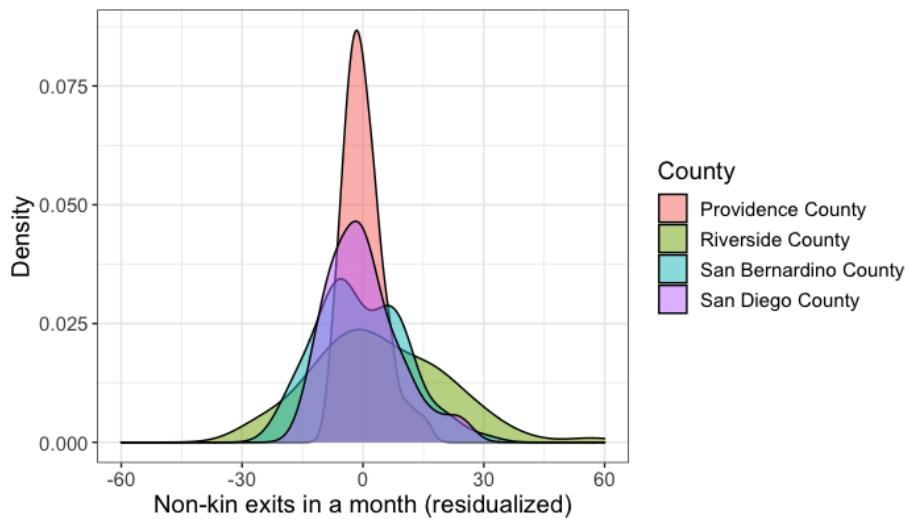 0.075
0.050
0.025
0.000
Density
-60 -30 0 30 60
Non-kin exits in a month (residualized)
County
Providence County
Riverside County
San Bernardino County
San Diego County